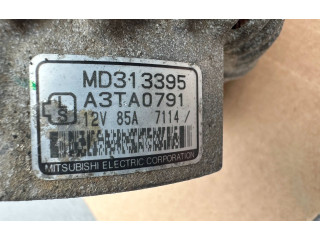 MD313395
A3TA0791
12V 85A 7114 /
MITSUBISHI ELECTRIC CORPORATION